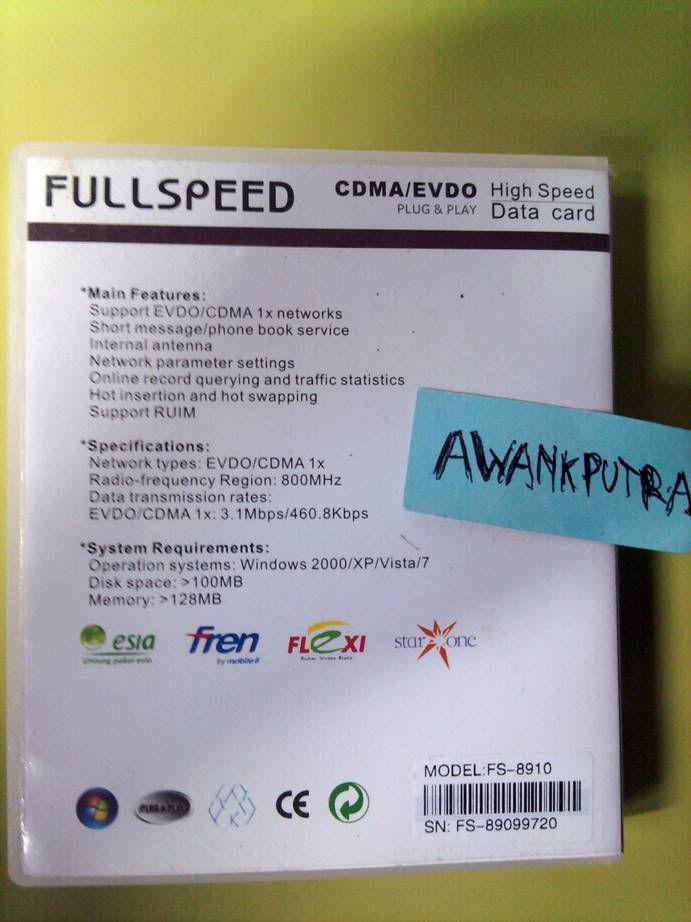 FULLSPEED
CDMA/EVDO
PLUG & PLAY
High Speed
Data card
*Main Features:
Support EVDO/CDMA 1x networks
Short message/phone book service
Internal antenna
Network parameter settings
Online record querying and traffic statistics
Hot insertion and hot swapping
Support RUIM
*Specifications:
Network types: EVDO/CDMA 1x
Radio-frequency Region: 800MHz
Data transmission rates:
EVDO/CDMA 1x: 3.1Mbps/460.8Kbps
AWANKPUTRA
*System Requirements:
Operation systems: Windows 2000/XP/Vista/7
Disk space: >100MB
Memory: >128MB
esia
fren
by mobile 8
FLEXI
star one
CE
MODEL:FS-8910
SN: FS-89099720